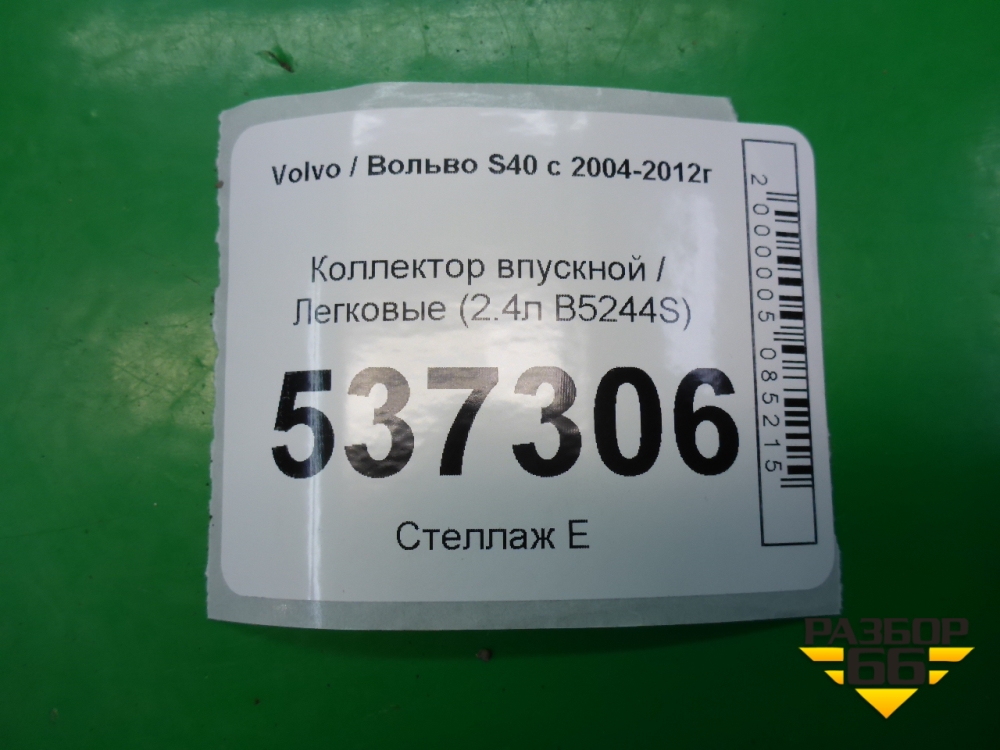 Volvo / Вольво S40 с 2004-2012г
Коллектор впускной /
Легковые (2.4л B5244S)
537306
Стеллаж Е
2000005085215
РАЗБОР
66